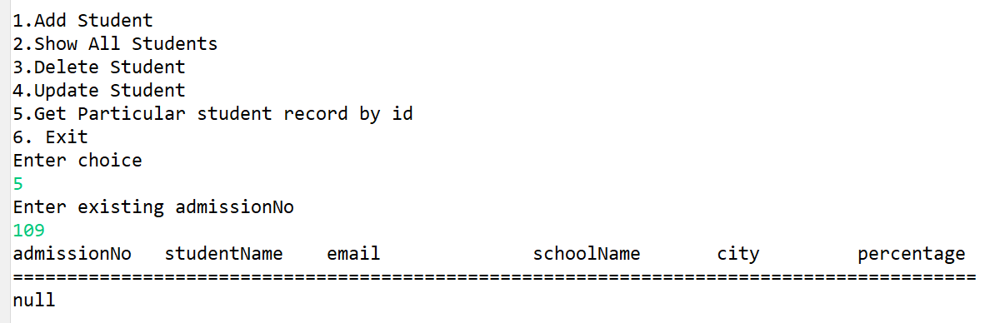 1.Add Student
2.Show All Students
3.Delete Student
4.Update Student
5.Get Particular student record by id
6. Exit
Enter choice
5
Enter existing admissionNo
109
admissionNo   studentName    email              schoolName       city         percentage
=========================================================================================
null